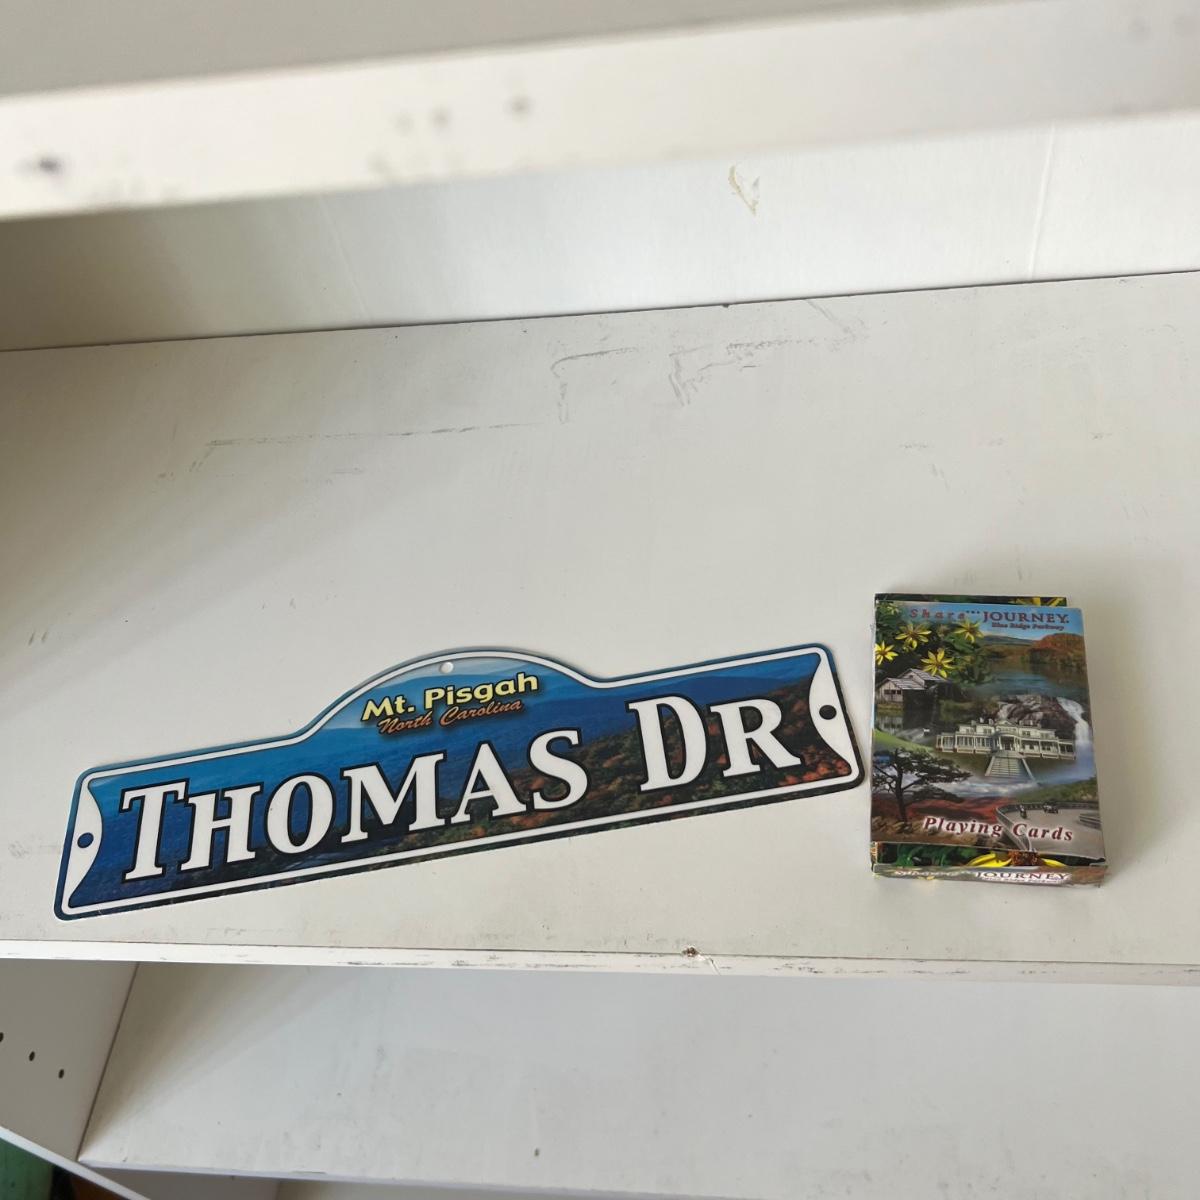 Mt. Pisgah
North Carolina
THOMAS DR
Share THE JOURNEY.
Blue Ridge Parkway
Playing Cards
JOURNEY